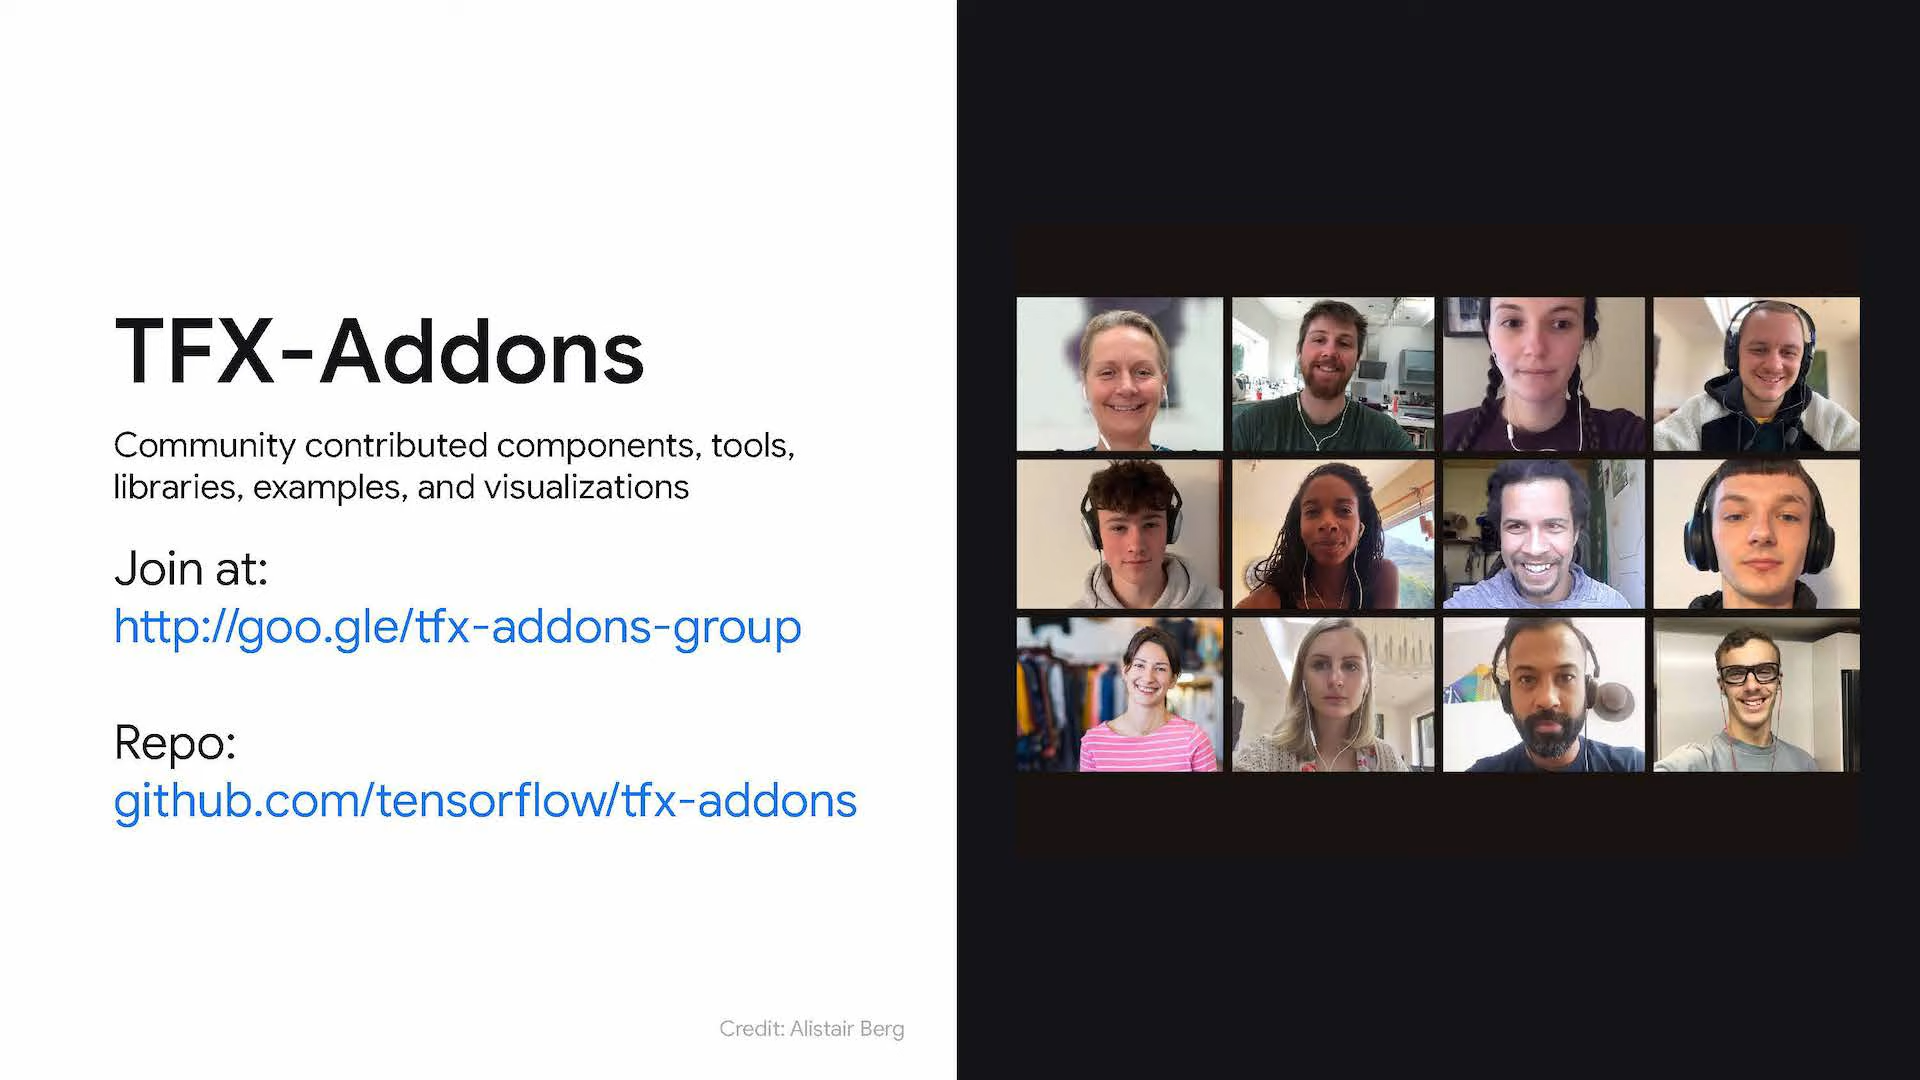 TFX-Addons
Community contributed components, tools,
libraries, examples, and visualizations
Join at:
http://goo.gle/tfx-addons-group
Repo:
github.com/tensorflow/tfx-addons
Credit: Alistair Berg